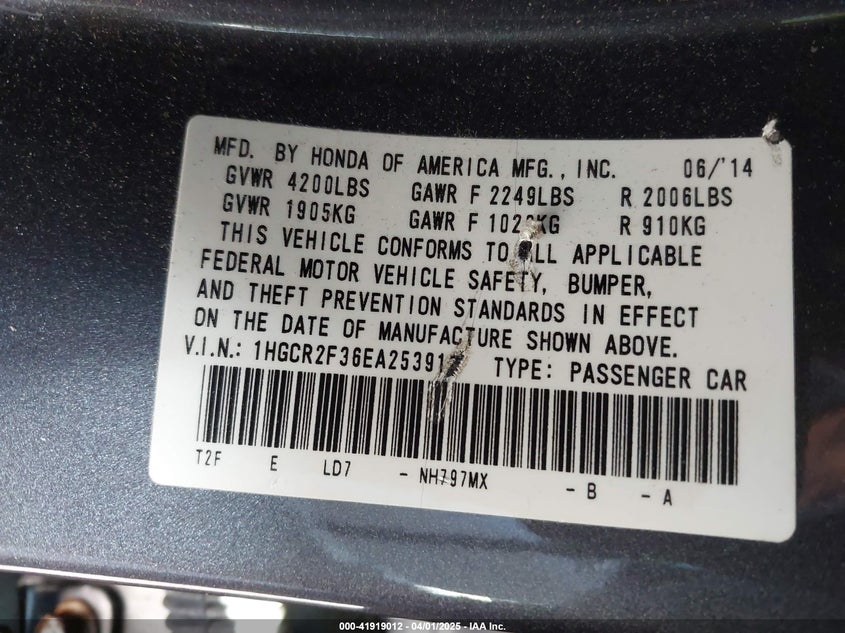 MFD. BY HONDA OF AMERICA MFG., INC. 06/'14
GVWR 4200LBS GAWR F 2249LBS R 2006LBS
GVWR 1905KG GAWR F R 910KG
THIS VEHICLE CONFORMS TO ALL APPLICABLE
FEDERAL MOTOR VEHICLE SAFETY, BUMPER,
AND THEFT PREVENTION STANDARDS IN EFFECT
ON THE DATE OF MANUFACTURE SHOWN ABOVE.
V.I.N.: TYPE: PASSENGER CAR
T2F E LD7 - NH797MX - B - A
000-41919012 - 04/01/2025 - IAA Inc.